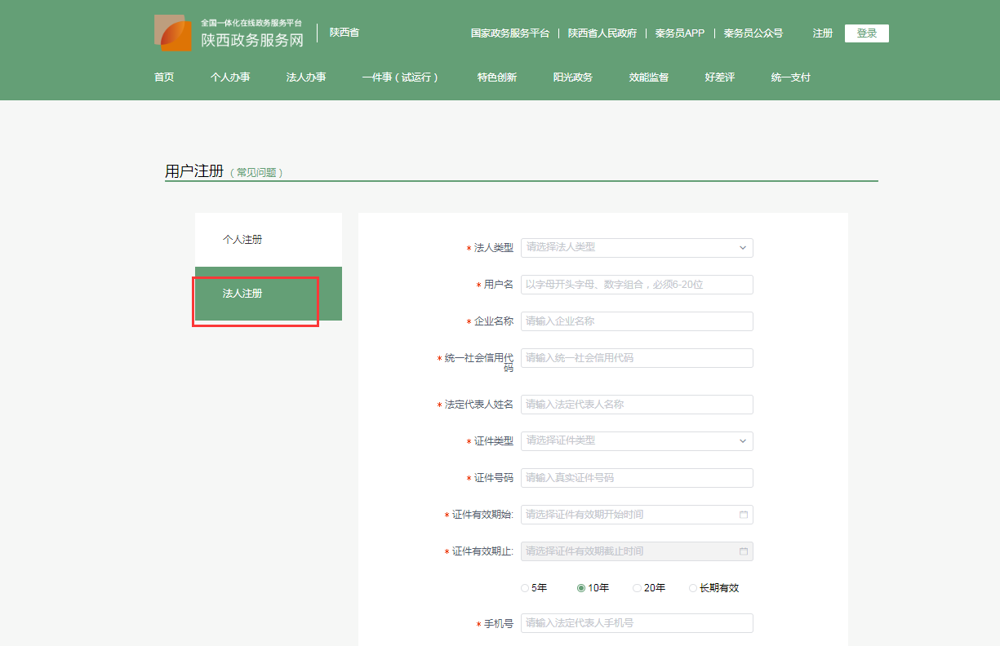 全国一体化在线政务服务平台
陕西政务服务网
陕西省
国家政务服务平台 | 陕西省人民政府 | 秦务员APP | 秦务员公众号
注册
登录
首页 个人办事 法人办事 一件事（试运行） 特色创新 阳光政务 效能监督 好差评 统一支付
用户注册（常见问题）
个人注册
法人注册
*法人类型 请选择法人类型
*用户名 以字母开头字母、数字组合，必须6-20位
*企业名称 请输入企业名称
*统一社会信用代
码
请输入统一社会信用代码
*法定代表人姓名 请输入法定代表人名称
*证件类型 请选择证件类型
*证件号码 请输入真实证件号码
*证件有效期始: 请选择证件有效期开始时间
*证件有效期止: 请选择证件有效期截止时间
5年 10年 20年 长期有效
*手机号 请输入法定代表人手机号